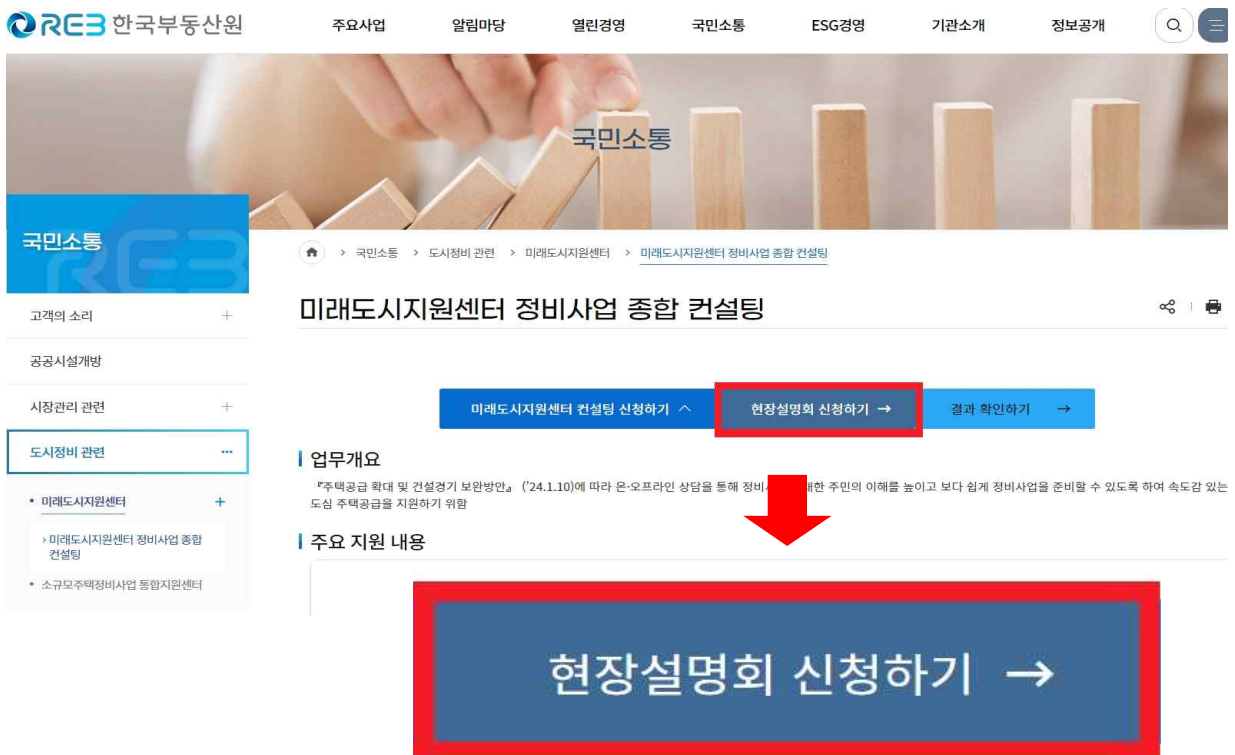 REB 한국부동산원
주요사업 알림마당 열린경영 국민소통 ESG경영 기관소개 정보공개
국민소통
국민소통
고객의 소리
공공시설개방
시장관리 관련
도시정비 관련
• 미래도시지원센터
› 미래도시지원센터 정비사업 종합
컨설팅
• 소규모주택정비사업 통합지원센터
> 국민소통 > 도시정비 관련 > 미래도시지원센터 > 미래도시지원센터 정비사업 종합 컨설팅
미래도시지원센터 정비사업 종합 컨설팅
미래도시지원센터 컨설팅 신청하기 현장설명회 신청하기 → 결과 확인하기 →
업무개요
『주택공급 확대 및 건설경기 보완방안』 ('24.1.10)에 따라 온·오프라인 상담을 통해 정비 대한 주민의 이해를 높이고 보다 쉽게 정비사업을 준비할 수 있도록 하여 속도감 있는
도심 주택공급을 지원하기 위함
주요 지원 내용
현장설명회 신청하기 →